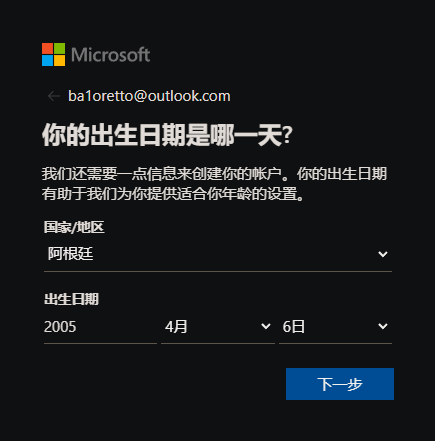 Microsoft
ba1oretto@outlook.com
你的出生日期是哪一天?
我们还需要一点信息来创建你的帐户。你的出生日期
有助于我们为你提供适合你年龄的设置。
国家/地区
阿根廷
出生日期
2005 4月 6日
下一步